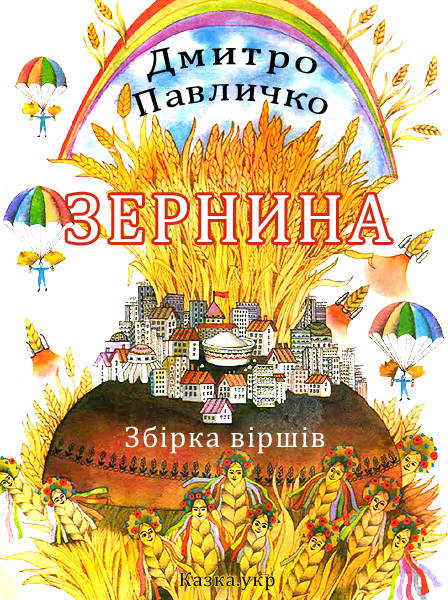 Дмитро
Павличко
ЗЕРНИНА
Збірка віршів
Казка.укр